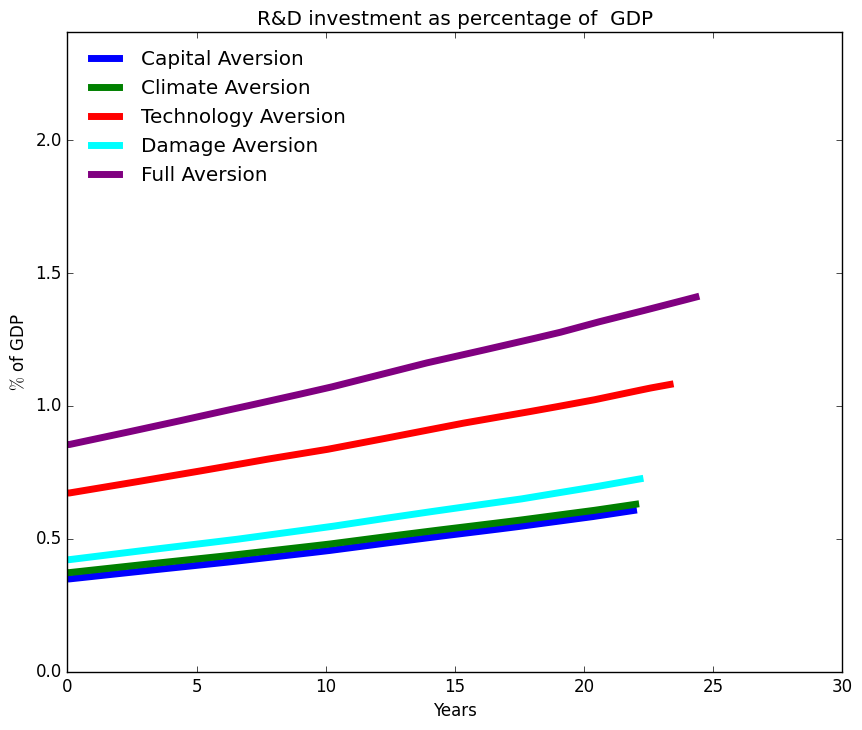 R&D investment as percentage of  GDP
Capital Aversion
Climate Aversion
Technology Aversion
Damage Aversion
Full Aversion
% of GDP
2.0
1.5
1.0
0.5
0.0
0 5 10 15 20 25 30
Years